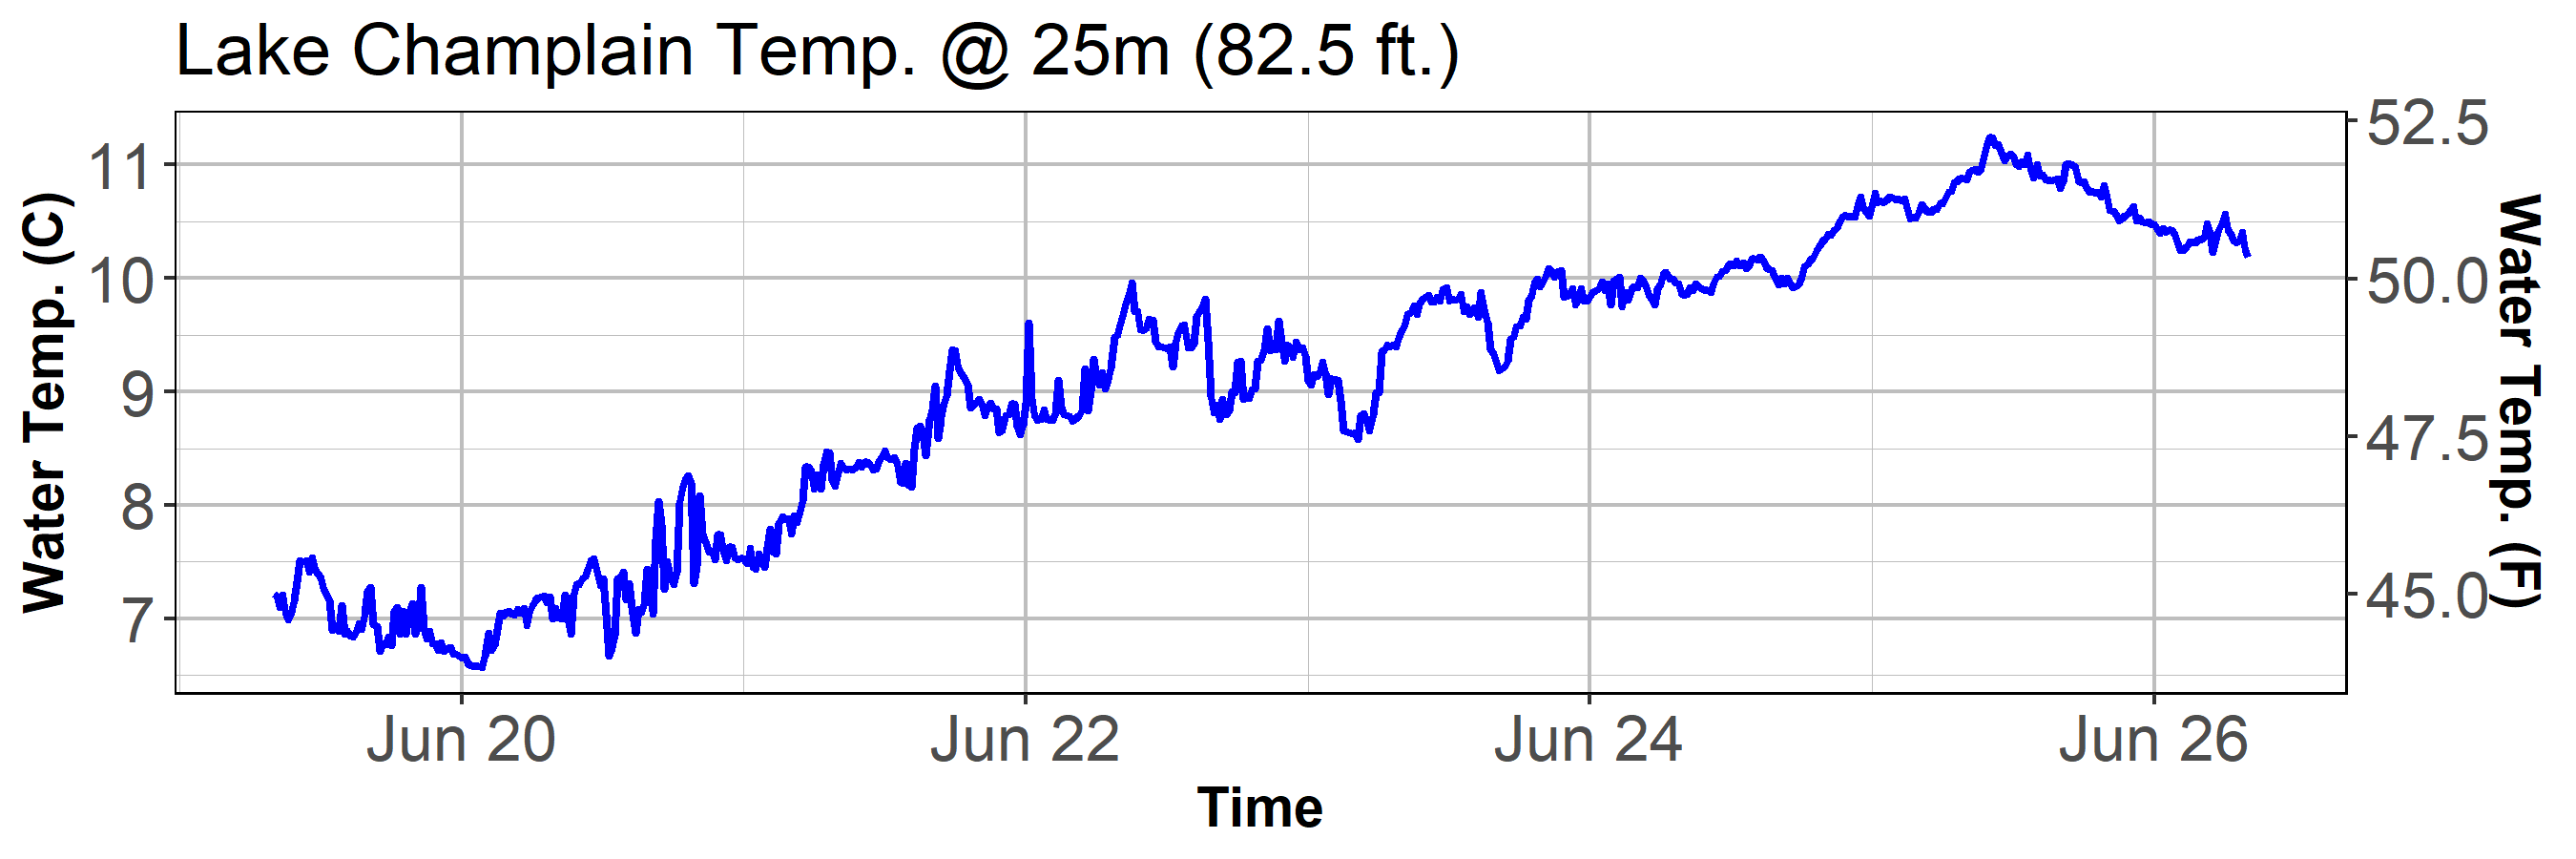 Lake Champlain Temp. @ 25m (82.5 ft.)
Water Temp. (C)
11
10
9
8
7
52.5
50.0
47.5
45.0
Water Temp. (F)
Jun 20
Jun 22
Jun 24
Jun 26
Time